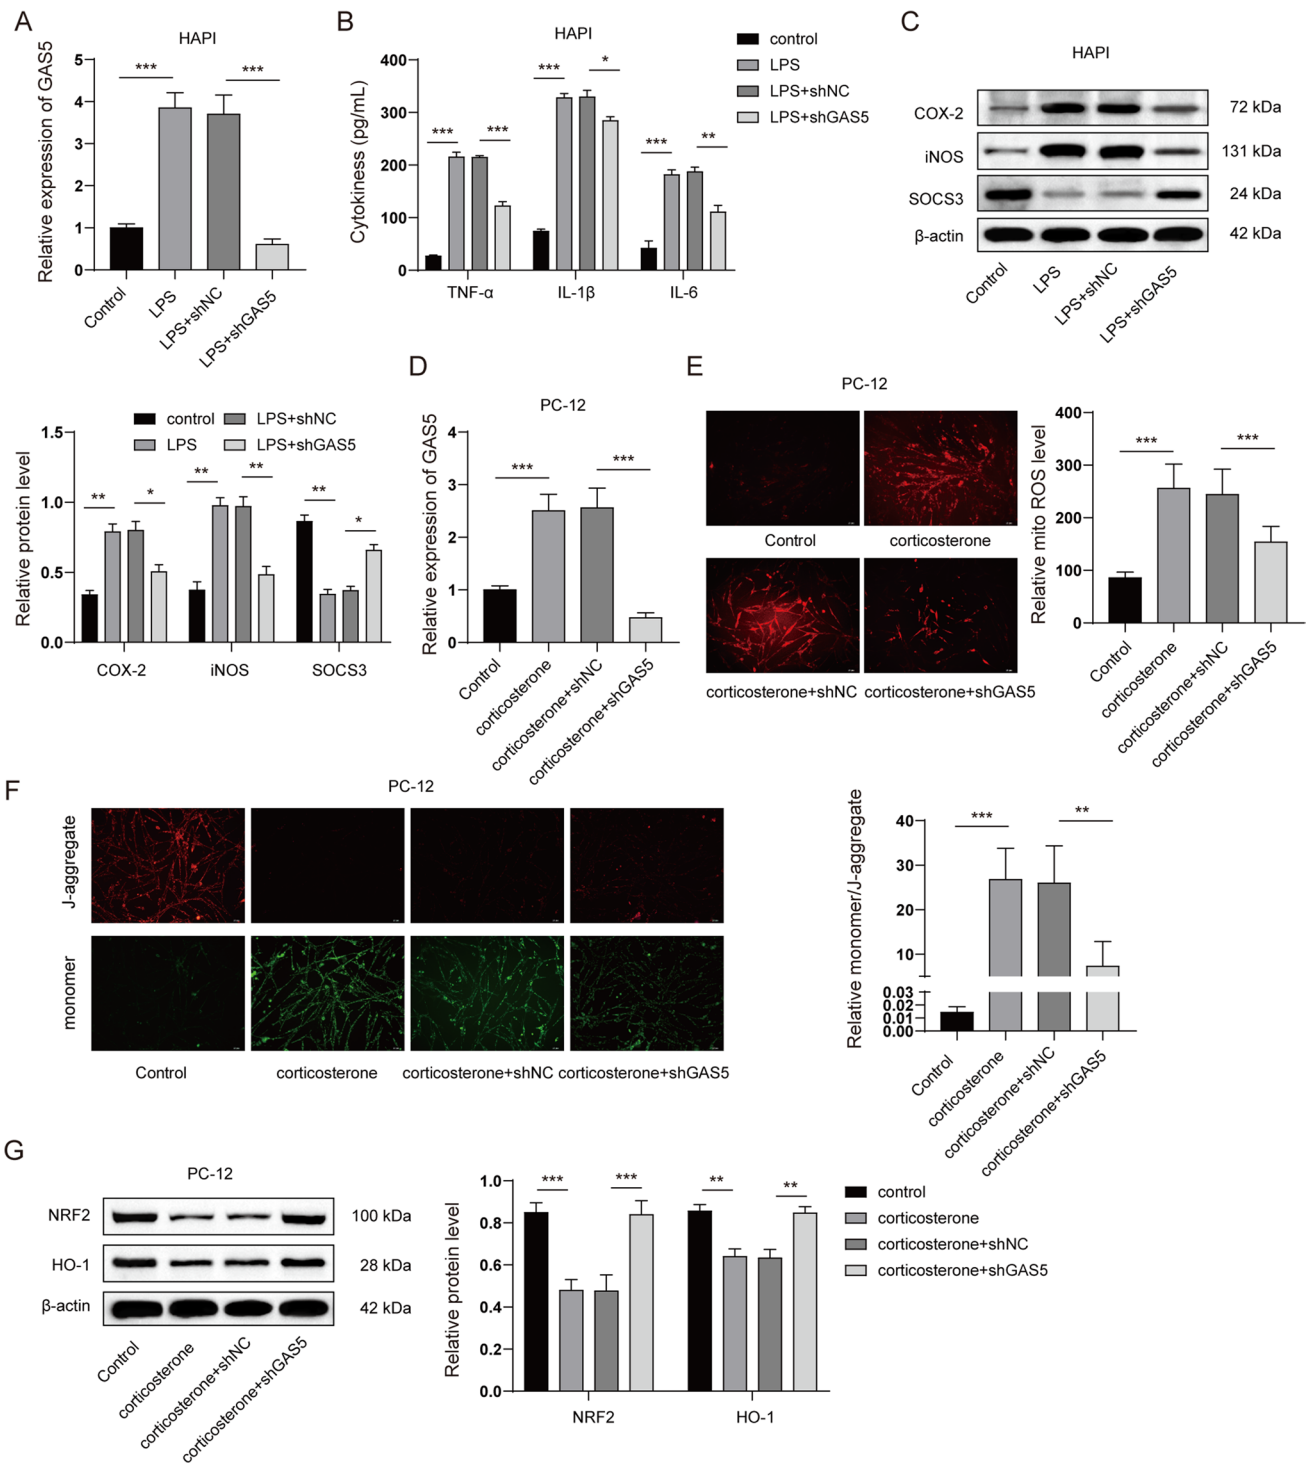 A
HAPI
Relative expression of GAS5
5
4
3
2
1
0
***
***
Control
LPS
LPS+shNC
LPS+shGAS5
B
HAPI
Cytokiness (pg/mL)
400
300
200
100
0
***
***
***
*
***
**
TNF-α
IL-1β
IL-6
control
LPS
LPS+shNC
LPS+shGAS5
C
HAPI
COX-2
72 kDa
iNOS
131 kDa
SOCS3
24 kDa
β-actin
42 kDa
Control
LPS
LPS+shNC
LPS+shGAS5
control
LPS+shNC
LPS
LPS+shGAS5
Relative protein level
1.5
1.0
0.5
0.0
**
*
**
**
**
*
COX-2
iNOS
SOCS3
D
PC-12
Relative expression of GAS5
4
3
2
1
0
***
***
Control
corticosterone
corticosterone+shNC
corticosterone+shGAS5
E
PC-12
Control
corticosterone
corticosterone+shNC
corticosterone+shGAS5
Relative mito ROS level
400
300
200
100
0
***
***
Control
corticosterone
corticosterone+shNC
corticosterone+shGAS5
F
PC-12
J-aggregate
monomer
Control
corticosterone
corticosterone+shNC
corticosterone+shGAS5
Relative monomer/J-aggregate
40
30
20
10
0.03
0.02
0.01
0.00
***
**
Control
corticosterone
corticosterone+shNC
corticosterone+shGAS5
G
PC-12
NRF2
100 kDa
HO-1
28 kDa
β-actin
42 kDa
Control
corticosterone
corticosterone+shNC
corticosterone+shGAS5
Relative protein level
1.0
0.8
0.6
0.4
0.2
0.0
***
***
**
**
NRF2
HO-1
control
corticosterone
corticosterone+shNC
corticosterone+shGAS5